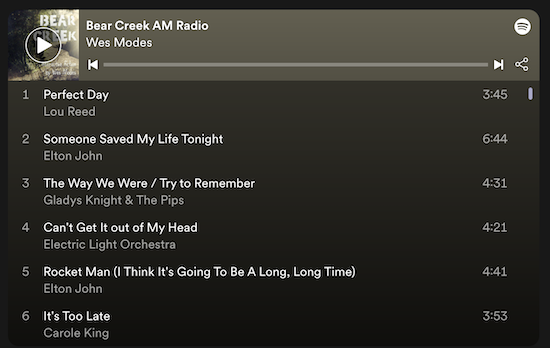 BEAR
CREEK
Bear Creek AM Radio
Wes Modes
1 Perfect Day 3:45
Lou Reed
2 Someone Saved My Life Tonight 6:44
Elton John
3 The Way We Were / Try to Remember 4:31
Gladys Knight & The Pips
4 Can't Get It out of My Head 4:21
Electric Light Orchestra
5 Rocket Man (I Think It's Going To Be A Long, Long Time) 4:41
Elton John
6 It's Too Late 3:53
Carole King